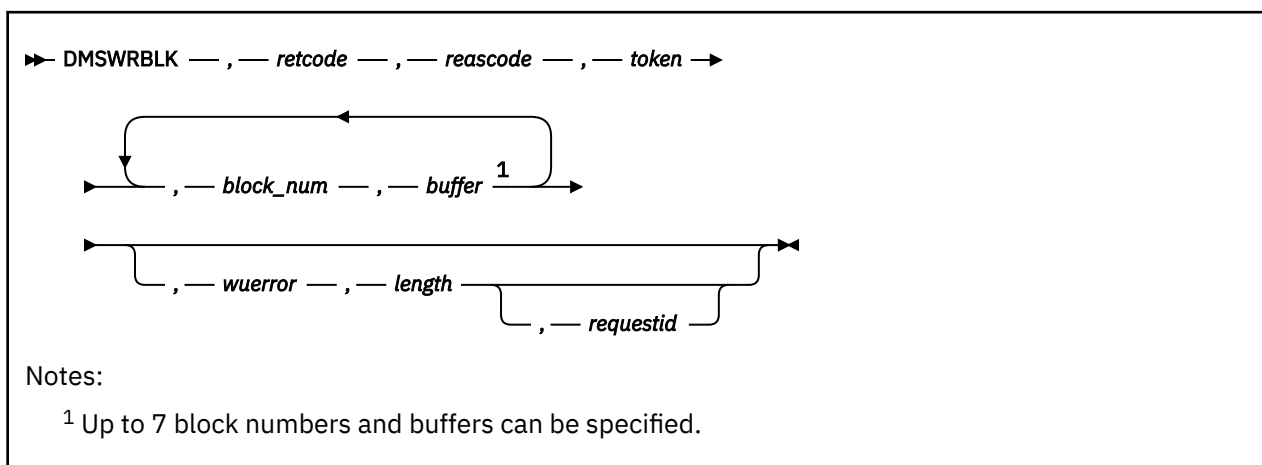 DMSWRBLK , retcode , reascode , token
, block_num , buffer 1
, wuerror , length
, requestid
Notes:
1 Up to 7 block numbers and buffers can be specified.